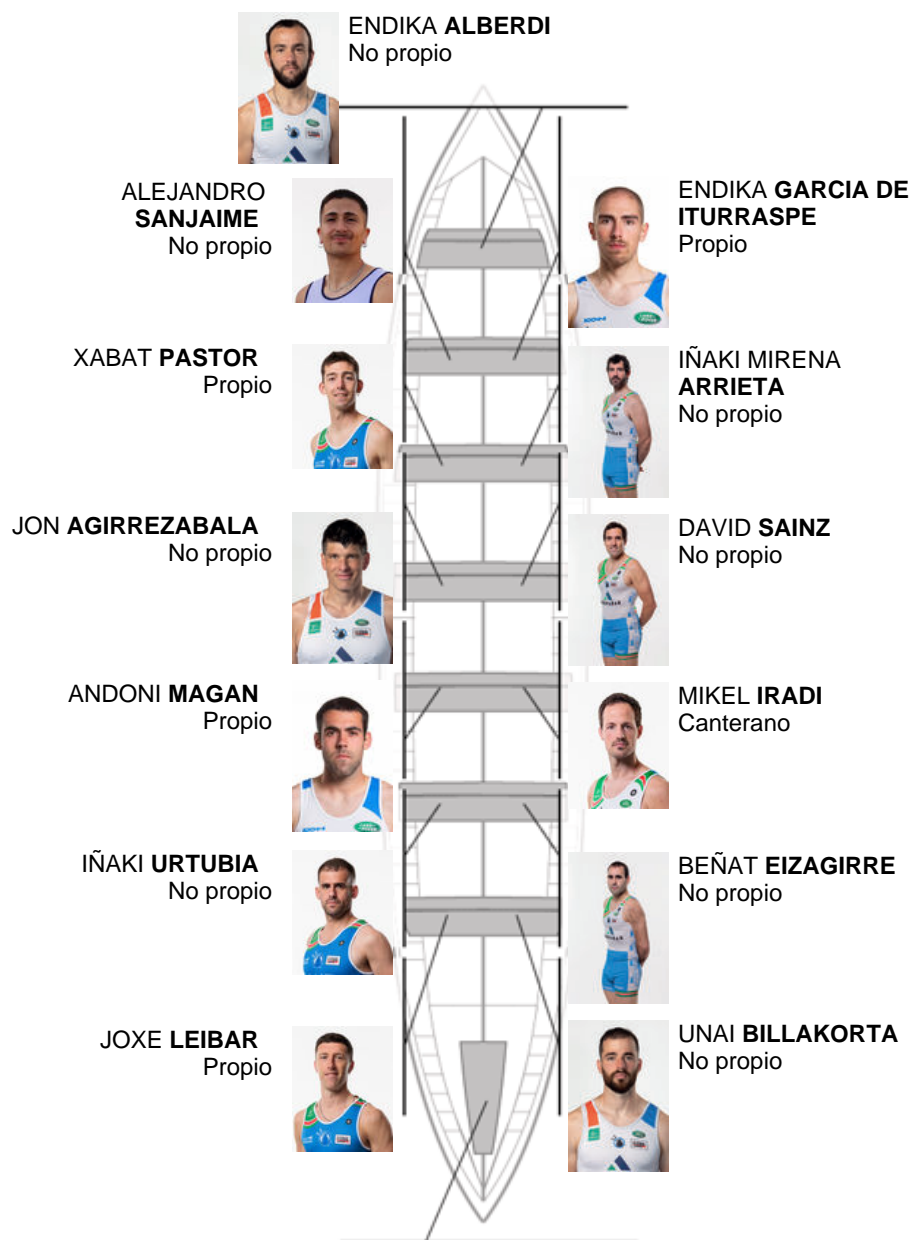 ENDIKA ALBERDI
No propio
ALEJANDRO
SANJAIME
No propio
ENDIKA GARCIA DE
ITURRASPE
Propio
XABAT PASTOR
Propio
IÑAKI MIRENA
ARRIETA
No propio
JON AGIRREZABALA
No propio
DAVID SAINZ
No propio
ANDONI MAGAN
Propio
MIKEL IRADI
Canterano
IÑAKI URTUBIA
No propio
BEÑAT EIZAGIRRE
No propio
JOXE LEIBAR
Propio
UNAI BILLAKORTA
No propio